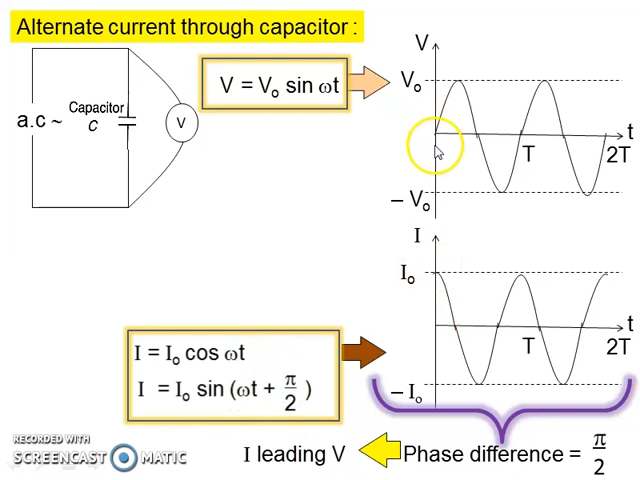 Alternate current through capacitor :
a.c ~
Capacitor
C
V
V = V₀ sin ωt
V
V₀
t
T
2T
– V₀
I
I₀
t
T
2T
– I₀
I = I₀ cos ωt
I = I₀ sin (ωt + π/2)
I leading V
Phase difference = π/2
RECORDED WITH
SCREENCAST MATIC